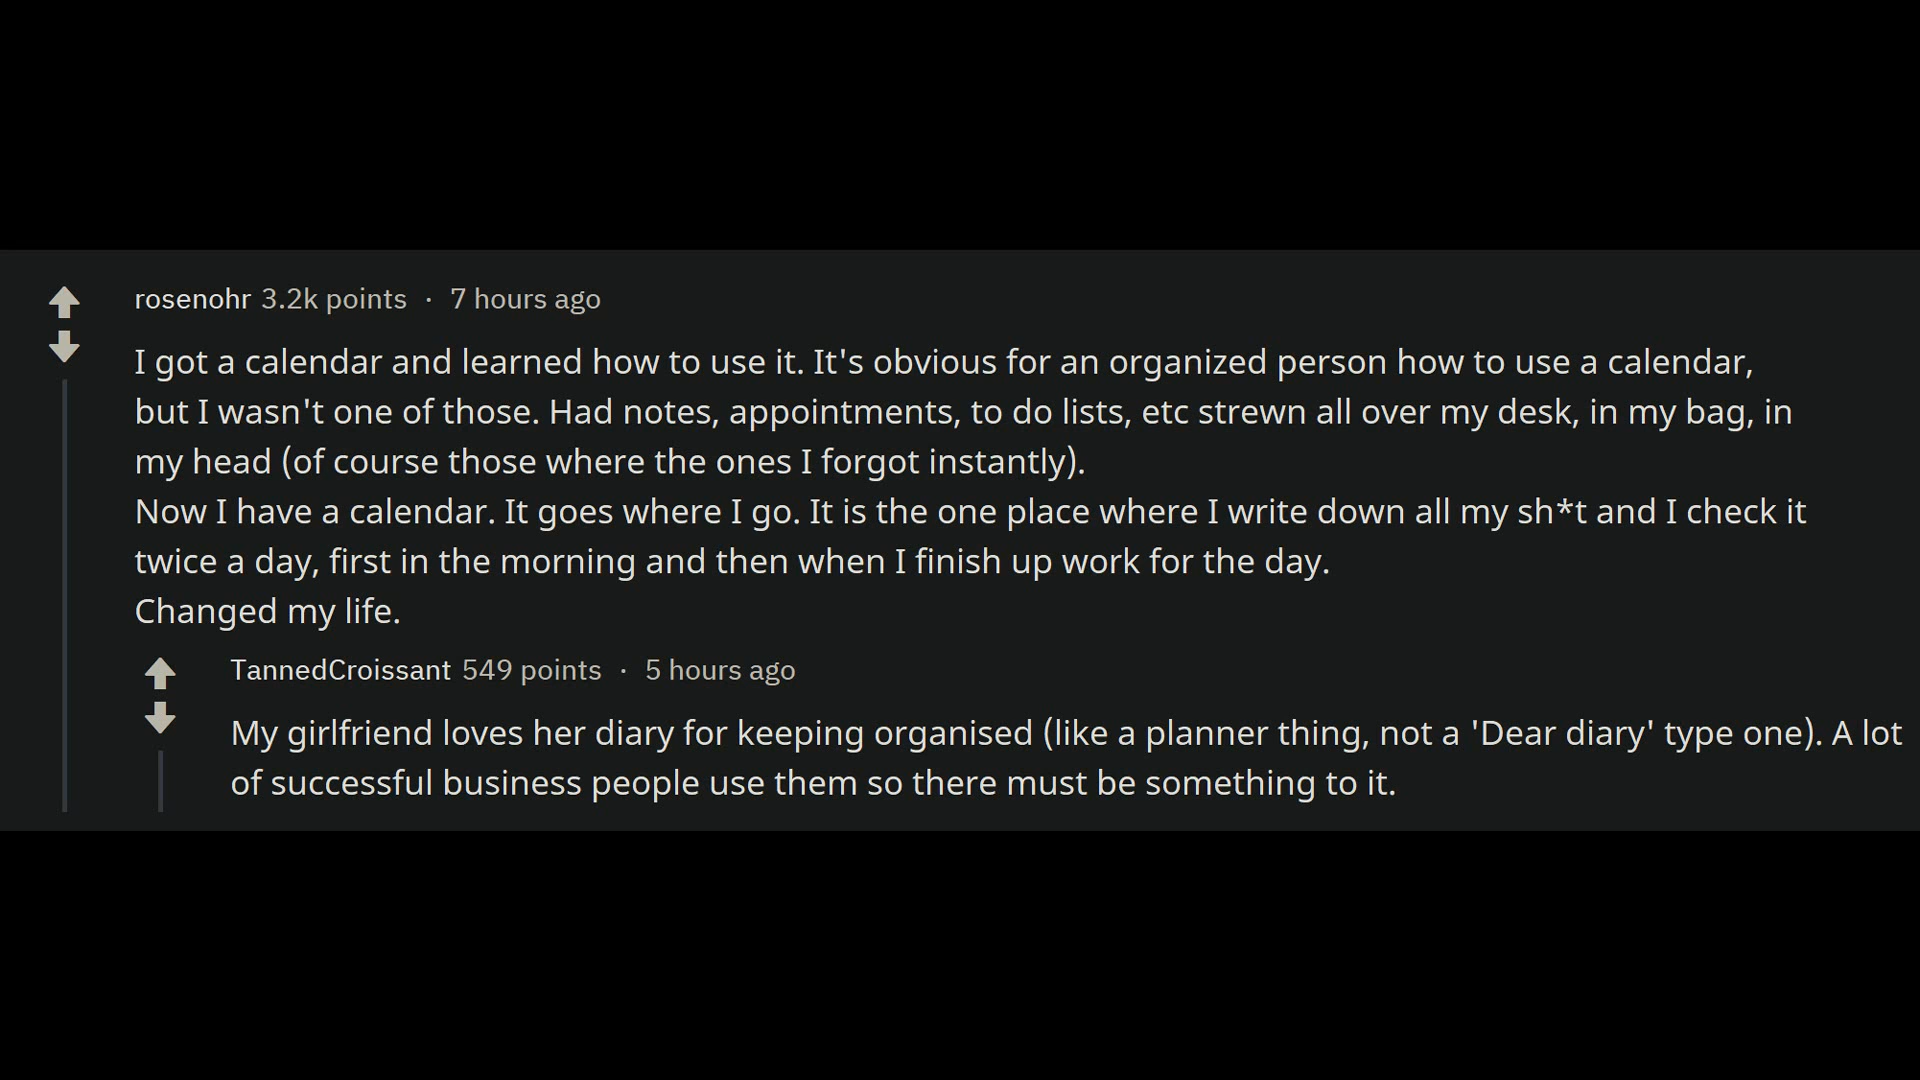 rosenohr 3.2k points · 7 hours ago
I got a calendar and learned how to use it. It's obvious for an organized person how to use a calendar,
but I wasn't one of those. Had notes, appointments, to do lists, etc strewn all over my desk, in my bag, in
my head (of course those where the ones I forgot instantly).
Now I have a calendar. It goes where I go. It is the one place where I write down all my sh*t and I check it
twice a day, first in the morning and then when I finish up work for the day.
Changed my life.
TannedCroissant 549 points · 5 hours ago
My girlfriend loves her diary for keeping organised (like a planner thing, not a 'Dear diary' type one). A lot
of successful business people use them so there must be something to it.